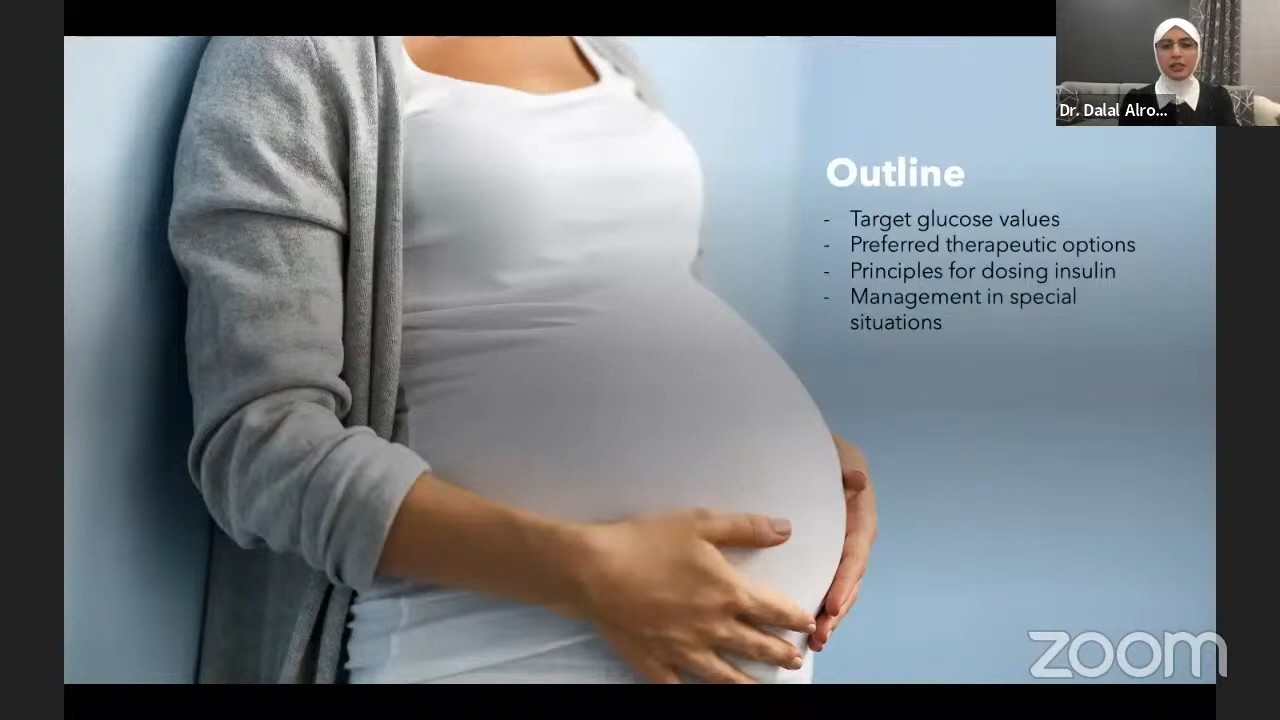 Dr. Dalal Alro...
Outline
- Target glucose values
- Preferred therapeutic options
- Principles for dosing insulin
- Management in special
situations
zoom